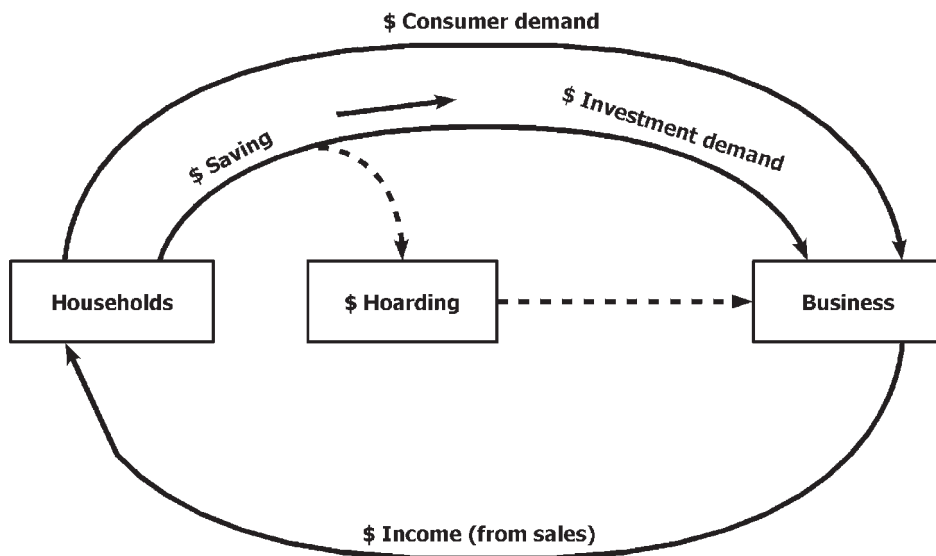 $ Consumer demand
$ Saving
$ Investment demand
Households
$ Hoarding
Business
$ Income (from sales)